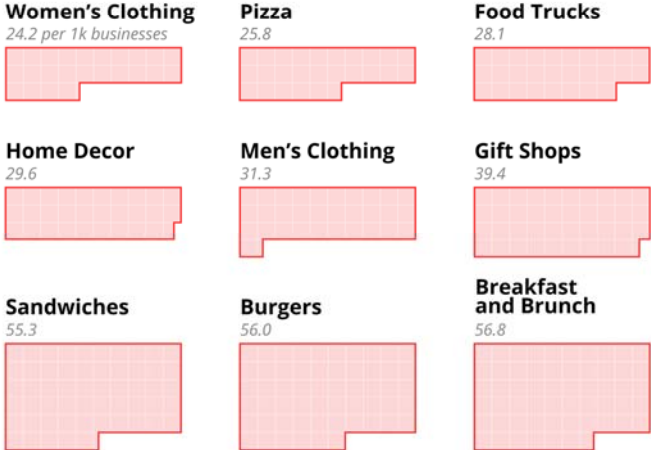 Women's Clothing
24.2 per 1k businesses
Pizza
25.8
Food Trucks
28.1
Home Decor
29.6
Men's Clothing
31.3
Gift Shops
39.4
Sandwiches
55.3
Burgers
56.0
Breakfast
and Brunch
56.8